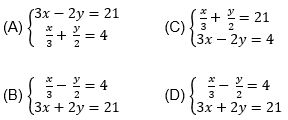 (A) {3x − 2y = 21
x/3 + y/2 = 4
(C) {x/3 + y/2 = 21
3x − 2y = 4
(B) {x/3 − y/2 = 4
3x + 2y = 21
(D) {x/3 − y/2 = 4
3x + 2y = 21